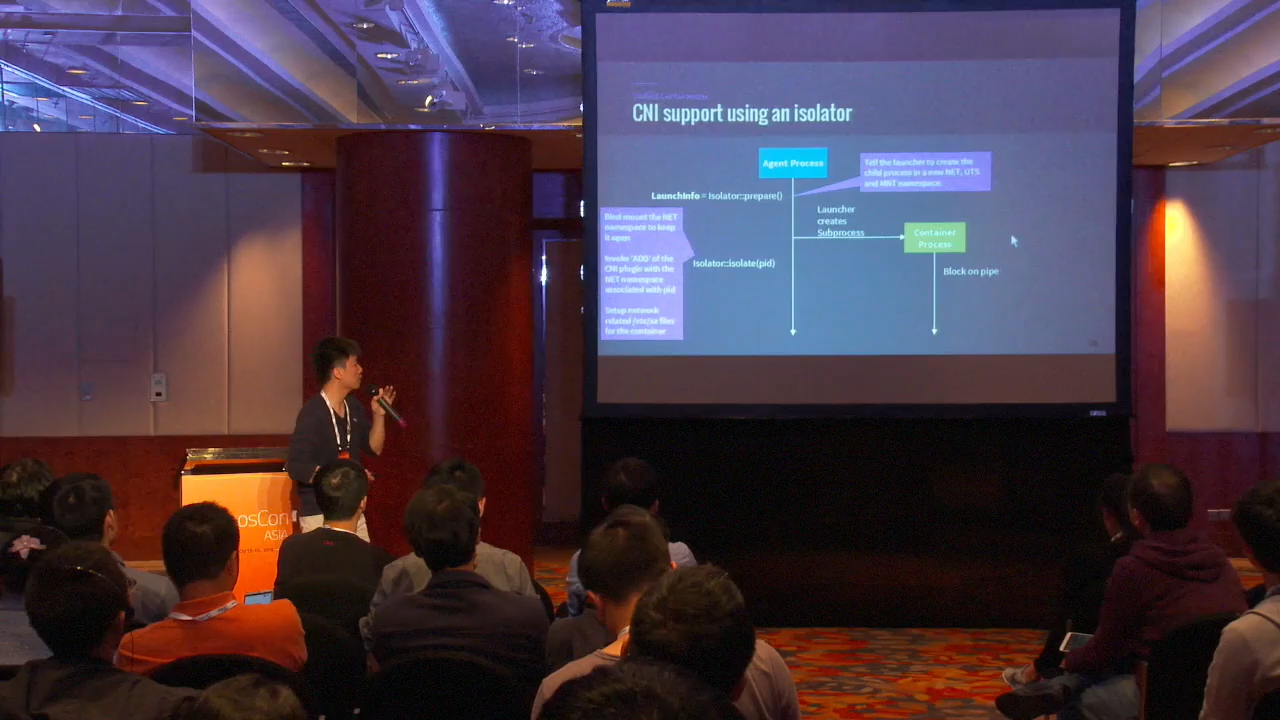 CNI support using an isolator
Agent Process
Tell the launcher to create the
child process in a new NET, UTS
and MNT namespace
LaunchInfo = Isolator::prepare()
Launcher
creates
Subprocess
Bind mount the NET
namespace to keep
it open
Container
Process
Invoke 'ADD' of the
CNI plugin with the
NET namespace
associated with pid
Isolator::isolate(pid)
Block on pipe
Setup network
related /etc/xx files
for the container
osCon
ASIA